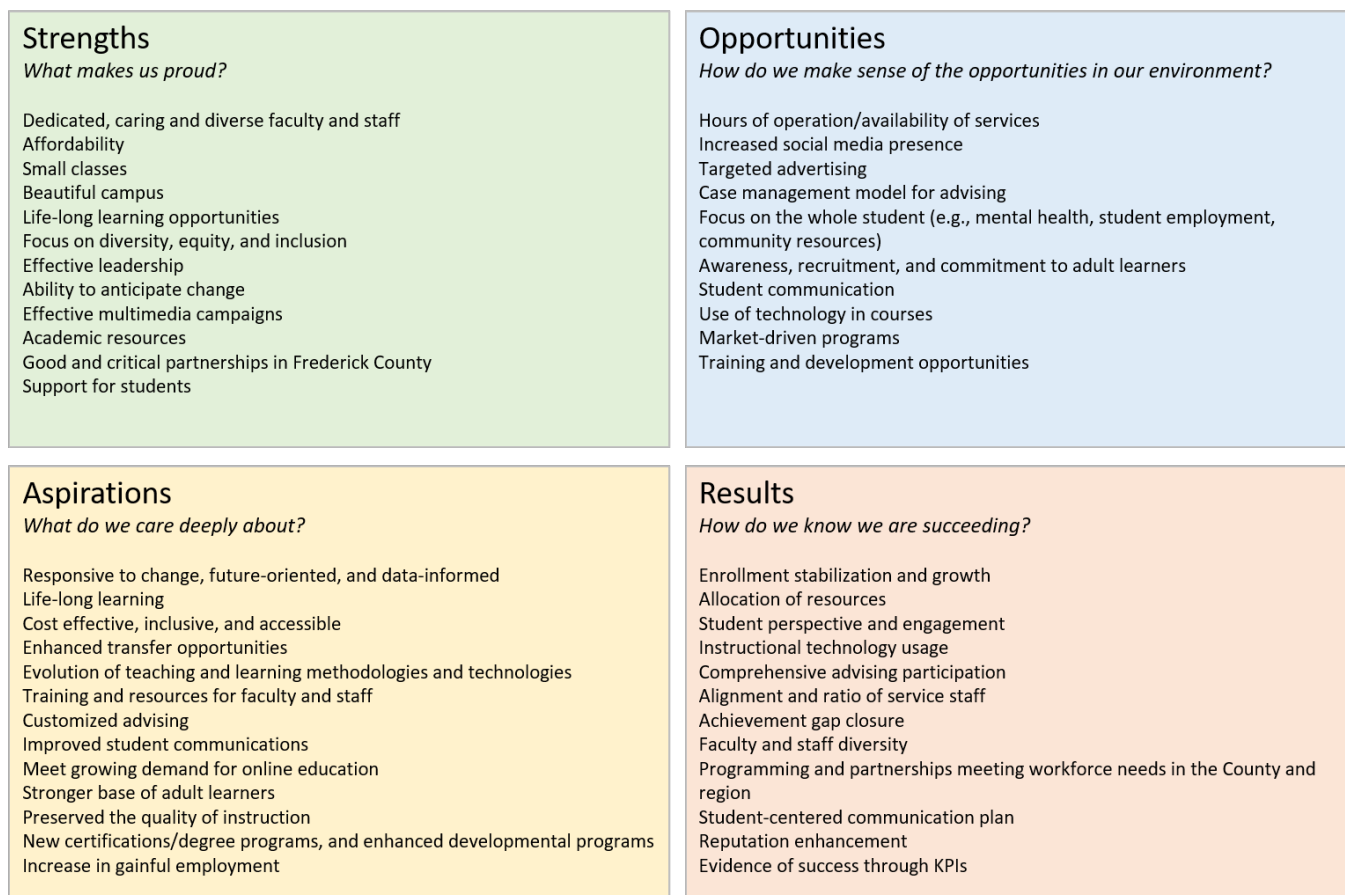 Strengths
What makes us proud?
Dedicated, caring and diverse faculty and staff
Affordability
Small classes
Beautiful campus
Life-long learning opportunities
Focus on diversity, equity, and inclusion
Effective leadership
Ability to anticipate change
Effective multimedia campaigns
Academic resources
Good and critical partnerships in Frederick County
Support for students
Opportunities
How do we make sense of the opportunities in our environment?
Hours of operation/availability of services
Increased social media presence
Targeted advertising
Case management model for advising
Focus on the whole student (e.g., mental health, student employment,
community resources)
Awareness, recruitment, and commitment to adult learners
Student communication
Use of technology in courses
Market-driven programs
Training and development opportunities
Aspirations
What do we care deeply about?
Responsive to change, future-oriented, and data-informed
Life-long learning
Cost effective, inclusive, and accessible
Enhanced transfer opportunities
Evolution of teaching and learning methodologies and technologies
Training and resources for faculty and staff
Customized advising
Improved student communications
Meet growing demand for online education
Stronger base of adult learners
Preserved the quality of instruction
New certifications/degree programs, and enhanced developmental programs
Increase in gainful employment
Results
How do we know we are succeeding?
Enrollment stabilization and growth
Allocation of resources
Student perspective and engagement
Instructional technology usage
Comprehensive advising participation
Alignment and ratio of service staff
Achievement gap closure
Faculty and staff diversity
Programming and partnerships meeting workforce needs in the County and
region
Student-centered communication plan
Reputation enhancement
Evidence of success through KPIs